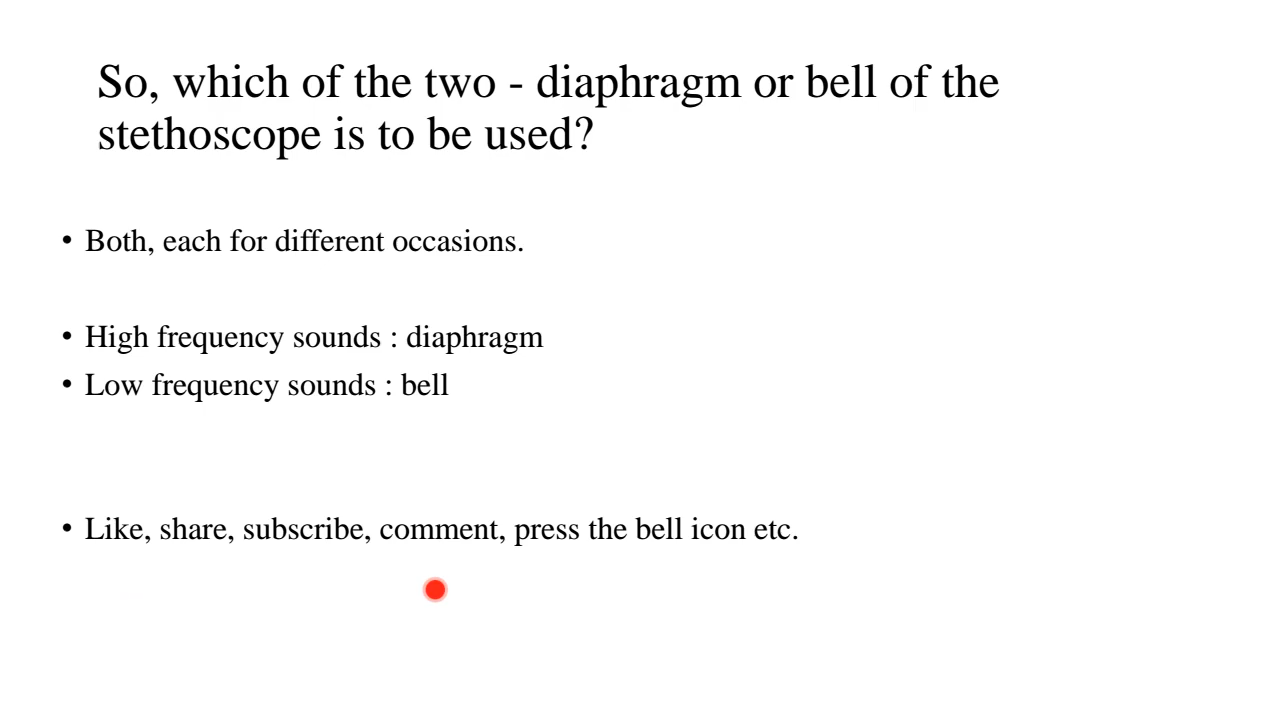 So, which of the two - diaphragm or bell of the
stethoscope is to be used?
• Both, each for different occasions.
• High frequency sounds : diaphragm
• Low frequency sounds : bell
• Like, share, subscribe, comment, press the bell icon etc.